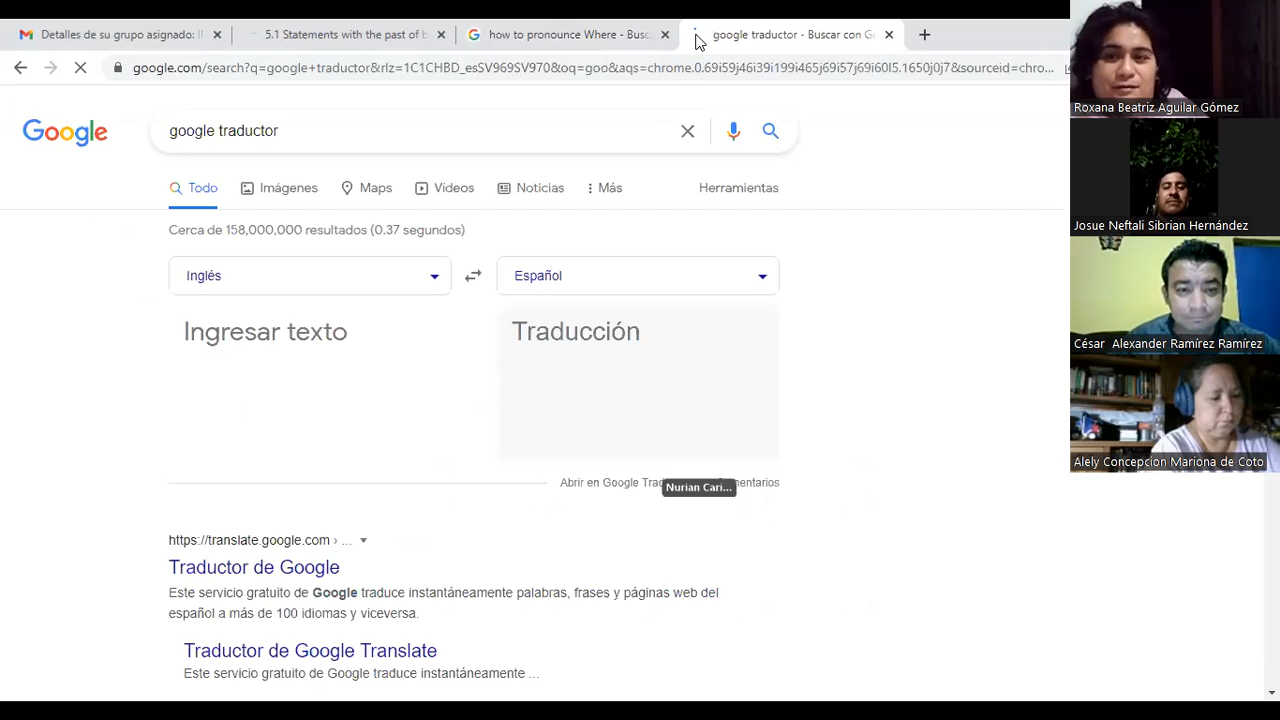 Detalles de su grupo asignado: I
5.1 Statements with the past of b
how to pronounce Where - Busc
google traductor - Buscar con Go
google.com/search?q=google+traductor&rlz=1C1CHBD_esSV969SV970&oq=goo&aqs=chrome.0.69i59j46i39i199i465j69i57j69i60l5.1650j0j7&sourceid=chro...
Google
google traductor
Todo
Imágenes
Maps
Videos
Noticias
Más
Herramientas
Cerca de 158,000,000 resultados (0.37 segundos)
Inglés
Español
Ingresar texto
Traducción
Abrir en Google Tra
mentarios
Nurian Cari...
https://translate.google.com › ...
Traductor de Google
Este servicio gratuito de Google traduce instantáneamente palabras, frases y páginas web del
español a más de 100 idiomas y viceversa.
Traductor de Google Translate
Este servicio gratuito de Google traduce instantáneamente ...
Roxana Beatriz Aguilar Gómez
Josue Neftali Sibrian Hernández
César Alexander Ramírez Ramírez
Alely Concepcion Mariona de Coto